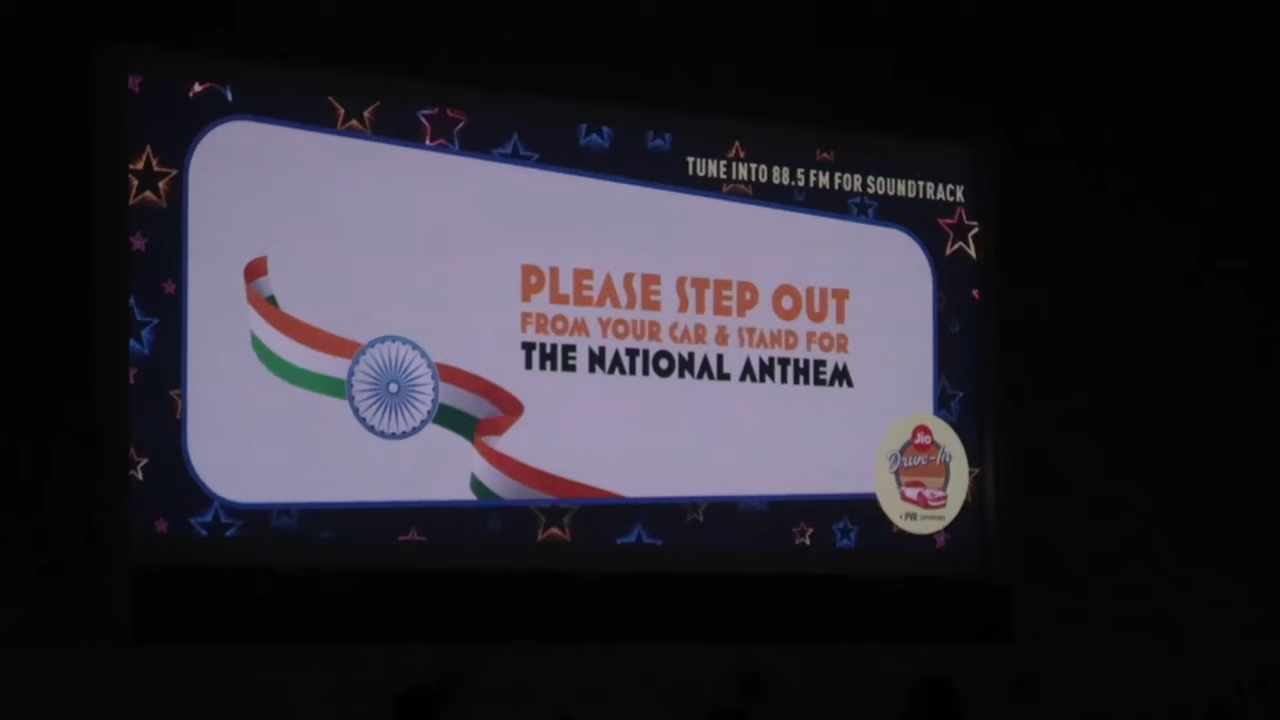 TUNE INTO 88.5 FM FOR SOUNDTRACK
PLEASE STEP OUT
FROM YOUR CAR & STAND FOR
THE NATIONAL ANTHEM
Jio
Drive-In
PVR